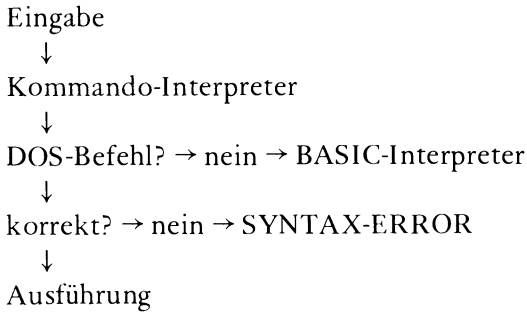 Eingabe
↓
Kommando-Interpreter
↓
DOS-Befehl? → nein → BASIC-Interpreter
↓
korrekt? → nein → SYNTAX-ERROR
↓
Ausführung